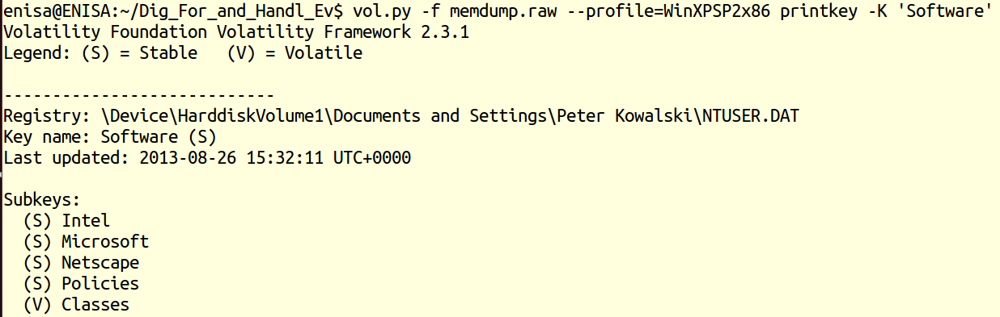 enisa@ENISA:~/Dig_For_and_Handl_Ev$ vol.py -f memdump.raw --profile=WinXPSP2x86 printkey -K 'Software'
Volatility Foundation Volatility Framework 2.3.1
Legend: (S) = Stable   (V) = Volatile
----------------------------
Registry: \Device\HarddiskVolume1\Documents and Settings\Peter Kowalski\NTUSER.DAT
Key name: Software (S)
Last updated: 2013-08-26 15:32:11 UTC+0000
Subkeys:
  (S) Intel
  (S) Microsoft
  (S) Netscape
  (S) Policies
  (V) Classes